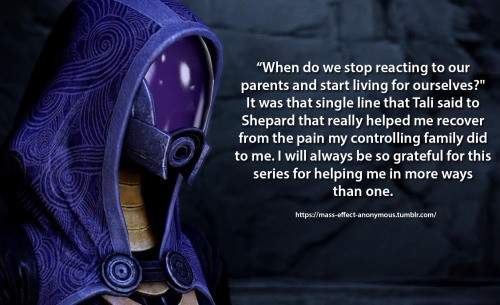 “When do we stop reacting to our
parents and start living for ourselves?"
It was that single line that Tali said to
Shepard that really helped me recover
from the pain my controlling family did
to me. I will always be so grateful for this
series for helping me in more ways
than one.
https://mass-effect-anonymous.tumblr.com/